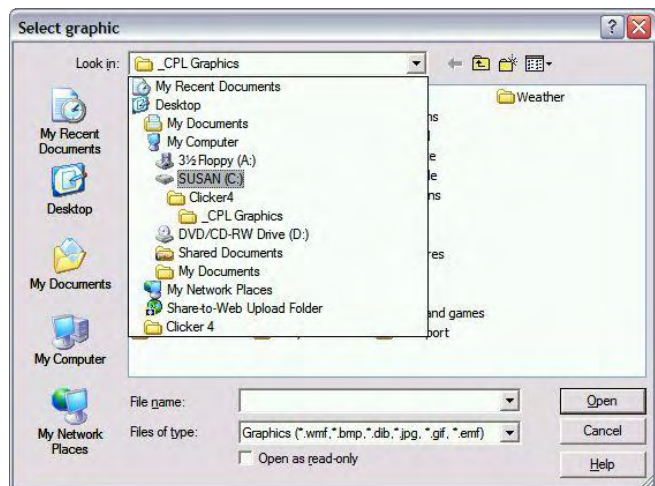 Select graphic
Look in: _CPL Graphics
My Recent Documents
Desktop
My Documents
My Computer
3½ Floppy (A:)
SUSAN (C:)
Clicker4
_CPL Graphics
DVD/CD-RW Drive (D:)
Shared Documents
My Documents
My Network Places
Share-to-Web Upload Folder
Clicker 4
Weather
ns
e
le
ns
res
and games
port
My Recent
Documents
Desktop
My Documents
My Computer
My Network
Places
File name:
Files of type: Graphics (*.wmf,*.bmp,*.dib,*.jpg, *.gif, *.emf)
Open as read-only
Open
Cancel
Help